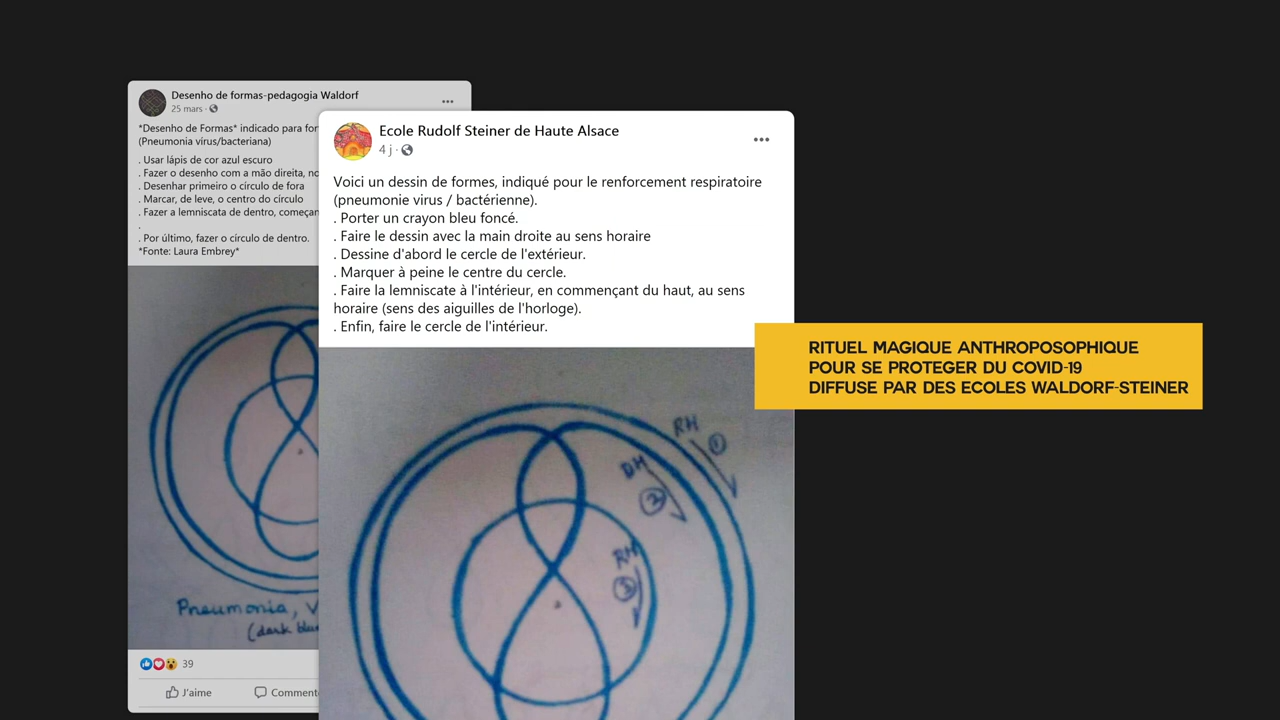 Desenho de formas-pedagogia Waldorf
25 mars
*Desenho de Formas* indicado para for
(Pneumonia virus/bacteriana)
. Usar lápis de cor azul escuro
. Fazer o desenho com a mão direita, no
. Desenhar primeiro o círculo de fora
. Marcar, de leve, o centro do círculo
. Fazer a lemniscata de dentro, começan
.
. Por último, fazer o círculo de dentro.
*Fonte: Laura Embrey*
Pneumonia, V
(dark blu
39
J'aime
Comment
Ecole Rudolf Steiner de Haute Alsace
4 j
Voici un dessin de formes, indiqué pour le renforcement respiratoire
(pneumonie virus / bactérienne).
. Porter un crayon bleu foncé.
. Faire le dessin avec la main droite au sens horaire
. Dessine d'abord le cercle de l'extérieur.
. Marquer à peine le centre du cercle.
. Faire la lemniscate à l'intérieur, en commençant du haut, au sens
horaire (sens des aiguilles de l'horloge).
. Enfin, faire le cercle de l'intérieur.
RH
1
DH
2
RH
3
RITUEL MAGIQUE ANTHROPOSOPHIQUE
POUR SE PROTEGER DU COVID-19
DIFFUSE PAR DES ECOLES WALDORF-STEINER